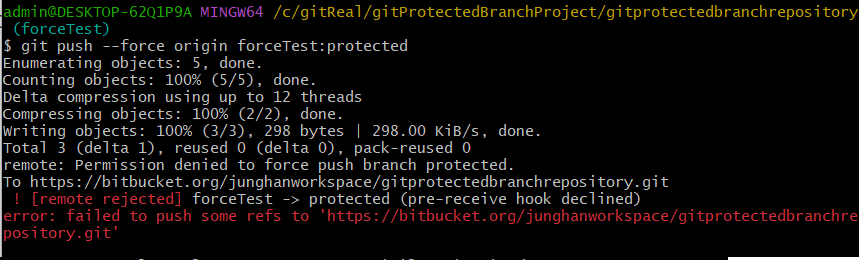 admin@DESKTOP-62Q1P9A MINGW64 /c/gitReal/gitProtectedBranchProject/gitprotectedbranchrepository
(forceTest)
$ git push --force origin forceTest:protected
Enumerating objects: 5, done.
Counting objects: 100% (5/5), done.
Delta compression using up to 12 threads
Compressing objects: 100% (2/2), done.
Writing objects: 100% (3/3), 298 bytes | 298.00 KiB/s, done.
Total 3 (delta 1), reused 0 (delta 0), pack-reused 0
remote: Permission denied to force push branch protected.
To https://bitbucket.org/junghanworkspace/gitprotectedbranchrepository.git
! [remote rejected] forceTest -> protected (pre-receive hook declined)
error: failed to push some refs to 'https://bitbucket.org/junghanworkspace/gitprotectedbranchre
pository.git'